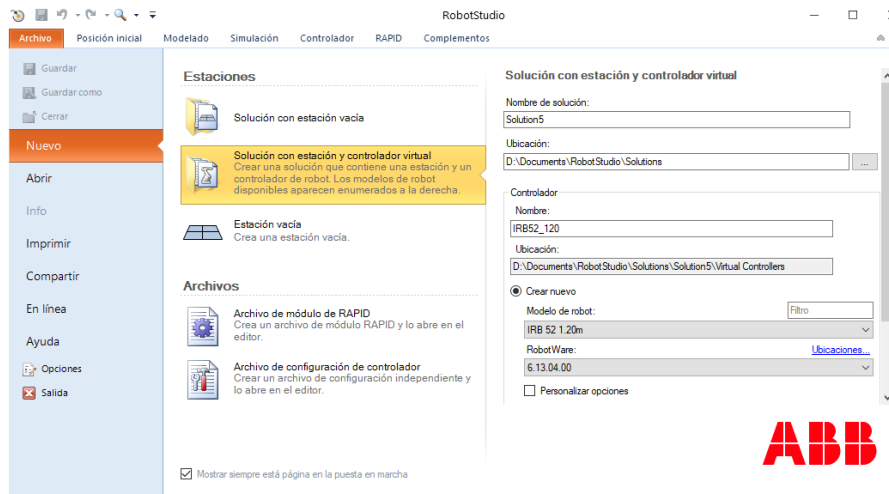 RobotStudio
Archivo Posición inicial Modelado Simulación Controlador RAPID Complementos
Guardar
Guardar como
Cerrar
Nuevo
Abrir
Info
Imprimir
Compartir
En línea
Ayuda
Opciones
Salida
Estaciones
Solución con estación vacía
Solución con estación y controlador virtual
Crear una solución que contiene una estación y un
controlador de robot. Los modelos de robot
disponibles aparecen enumerados a la derecha.
Estación vacía
Crea una estación vacía.
Archivos
Archivo de módulo de RAPID
Crea un archivo de módulo RAPID y lo abre en el
editor.
Archivo de configuración de controlador
Crear un archivo de configuración independiente y
lo abre en el editor.
Mostrar siempre está página en la puesta en marcha
Solución con estación y controlador virtual
Nombre de solución:
Solution5
Ubicación:
D:\Documents\RobotStudio\Solutions
...
Controlador
Nombre:
IRB52_120
Ubicación:
D:\Documents\RobotStudio\Solutions\Solution5\Virtual Controllers
Crear nuevo
Modelo de robot: Filtro
IRB 52 1.20m
RobotWare: Ubicaciones...
6.13.04.00
Personalizar opciones
ABB